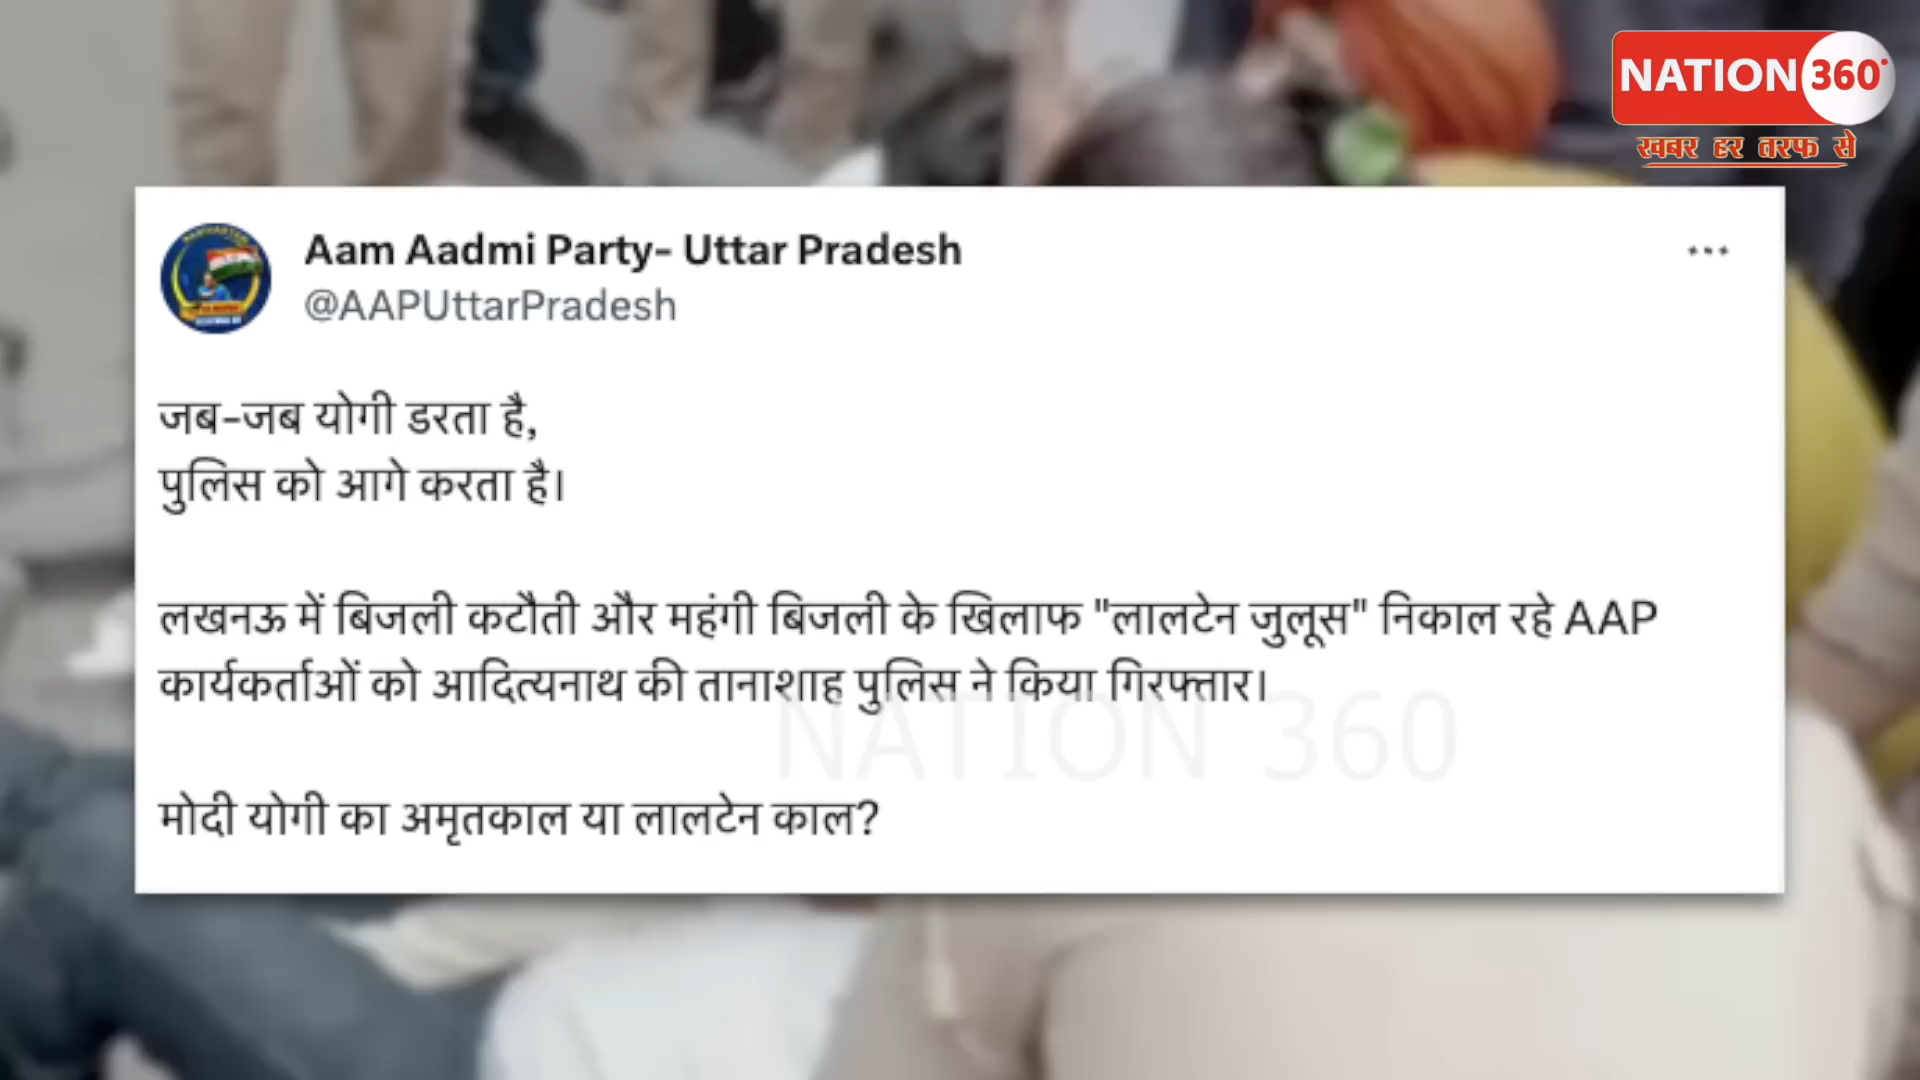 NATION 360°
खबर हर तरफ से
Aam Aadmi Party- Uttar Pradesh
@AAPUttarPradesh
जब-जब योगी डरता है,
पुलिस को आगे करता है।
लखनऊ में बिजली कटौती और महंगी बिजली के खिलाफ "लालटेन जुलूस" निकाल रहे AAP
कार्यकर्ताओं को आदित्यनाथ की तानाशाह पुलिस ने किया गिरफ्तार।
NATION 360
मोदी योगी का अमृतकाल या लालटेन काल?